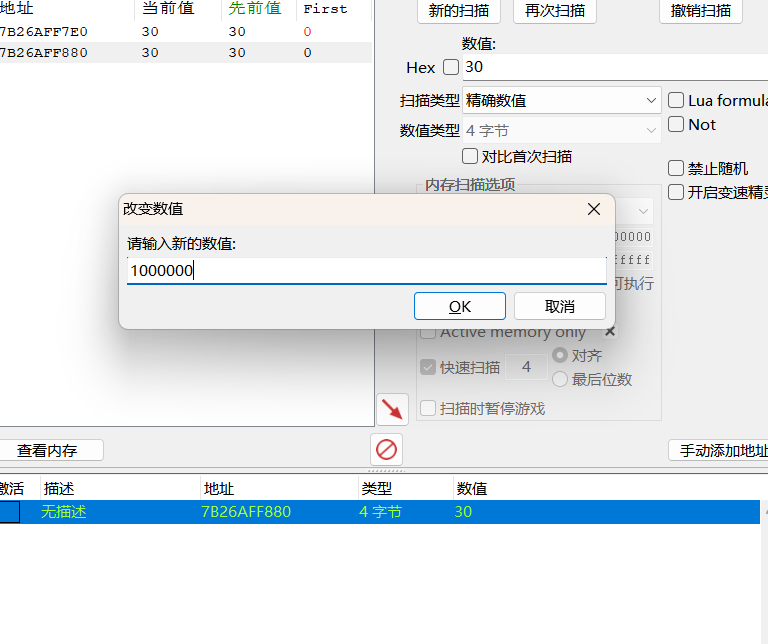 地址 当前值 先前值 First
7B26AFF7E0 30 30 0
7B26AFF880 30 30 0
新的扫描 再次扫描 撤销扫描
数值:
Hex 30
扫描类型 精确数值 Lua formula
数值类型 4 字节 Not
对比首次扫描
内存扫描选项
禁止随机
开启变速精灵
00000
fffff
可执行
改变数值
请输入新的数值:
1000000
OK 取消
Active memory only
快速扫描 4 对齐
最后位数
扫描时暂停游戏
查看内存 手动添加地址
激活 描述 地址 类型 数值
无描述 7B26AFF880 4 字节 30